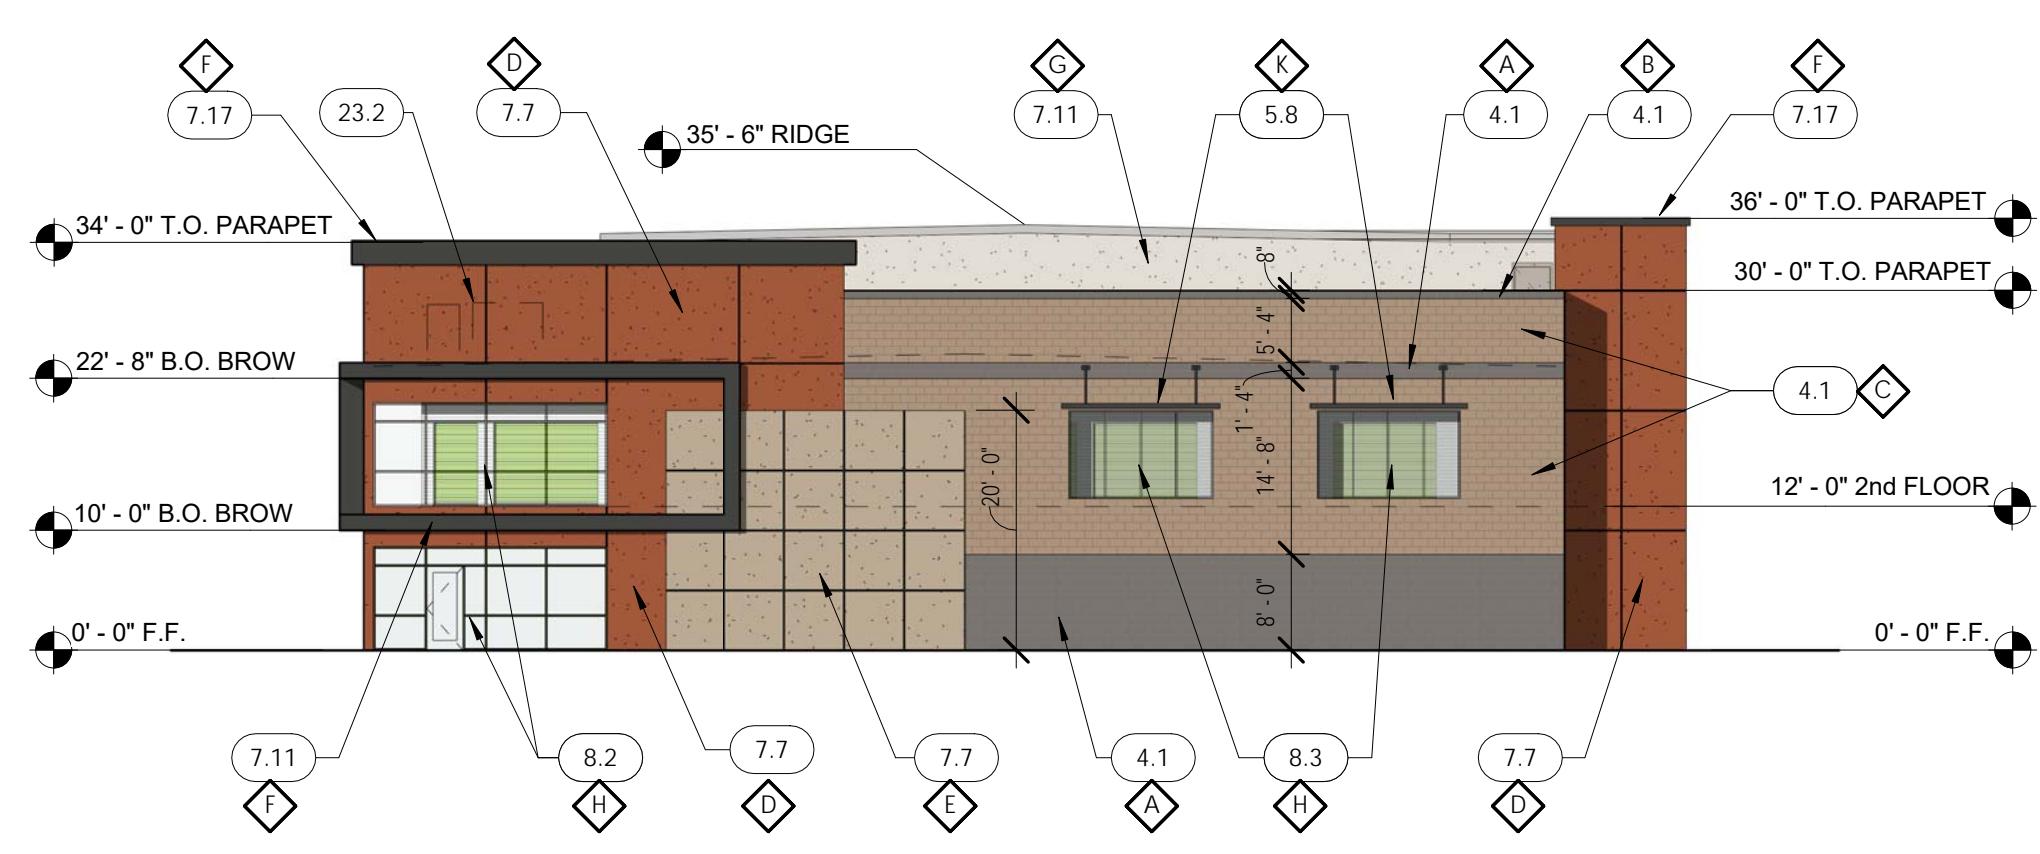 F
D
G
K
A
B
F
7.17
23.2
7.7
7.11
5.8
4.1
4.1
7.17
35' - 6" RIDGE
34' - 0" T.O. PARAPET
36' - 0" T.O. PARAPET
8"
30' - 0" T.O. PARAPET
5' - 4"
22' - 8" B.O. BROW
4.1
C
1' - 4"
14' - 8"
20' - 0"
12' - 0" 2nd FLOOR
10' - 0" B.O. BROW
8' - 0"
0' - 0" F.F.
0' - 0" F.F.
7.11
8.2
7.7
7.7
4.1
8.3
7.7
F
H
D
E
A
H
D